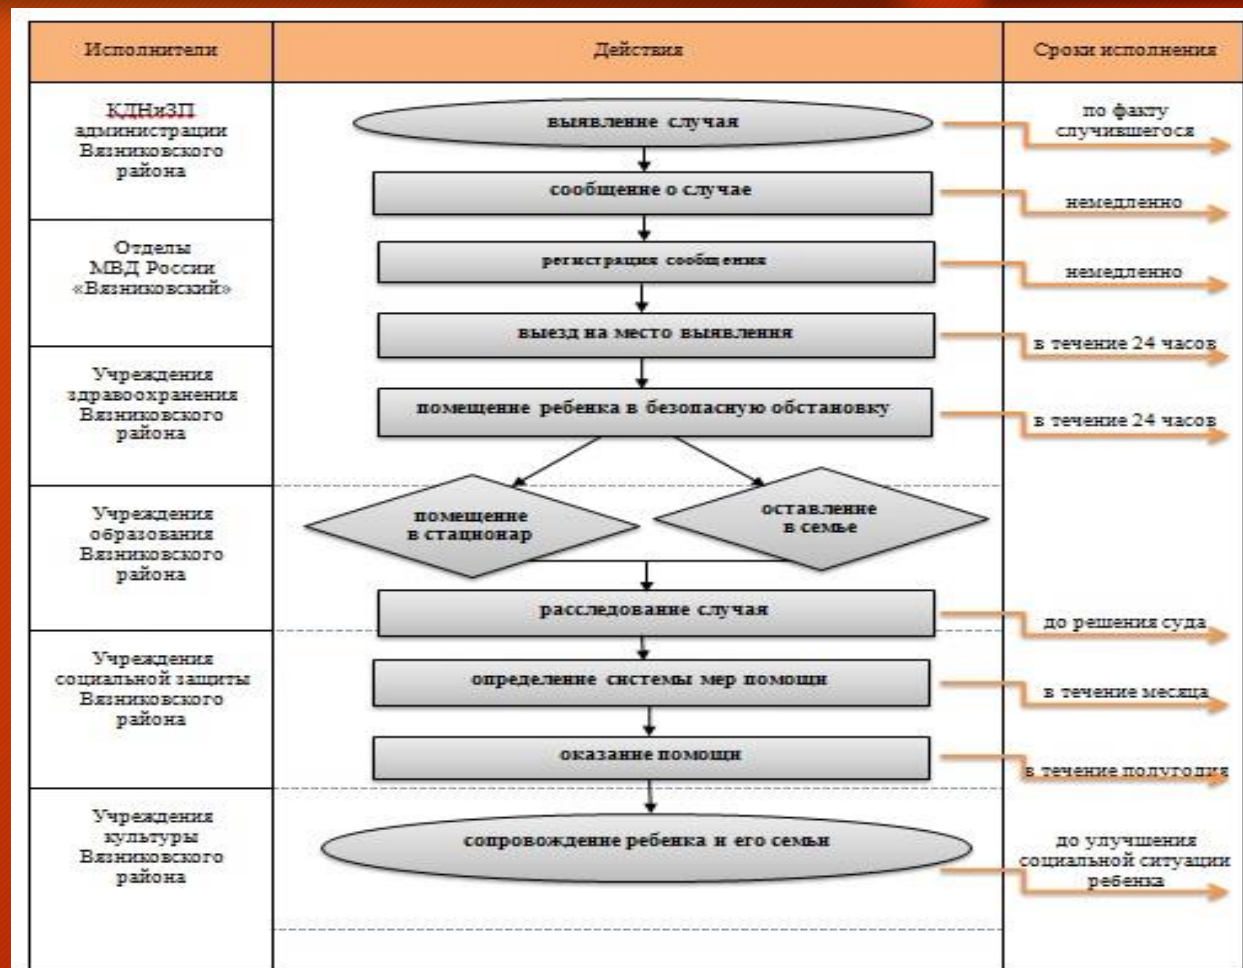 Исполнители
Действия
Сроки исполнения
КДНиЗП
администрации
Вязниковского
района
Отделы
МВД России
«Вязниковский»
Учреждения
здравоохранения
Вязниковского
района
Учреждения
образования
Вязниковского
района
Учреждения
социальной защиты
Вязниковского
района
Учреждения
культуры
Вязниковского
района
выявление случая
сообщение о случае
регистрация сообщения
выезд на место выявления
помещение ребенка в безопасную обстановку
помещение
в стационар
оставление
в семье
расследование случая
определение системы мер помощи
оказание помощи
сопровождение ребенка и его семьи
по факту
случившегося
немедленно
немедленно
в течение 24 часов
в течение 24 часов
до решения суда
в течение месяца
в течение полугодия
до улучшения
социальной ситуации
ребенка